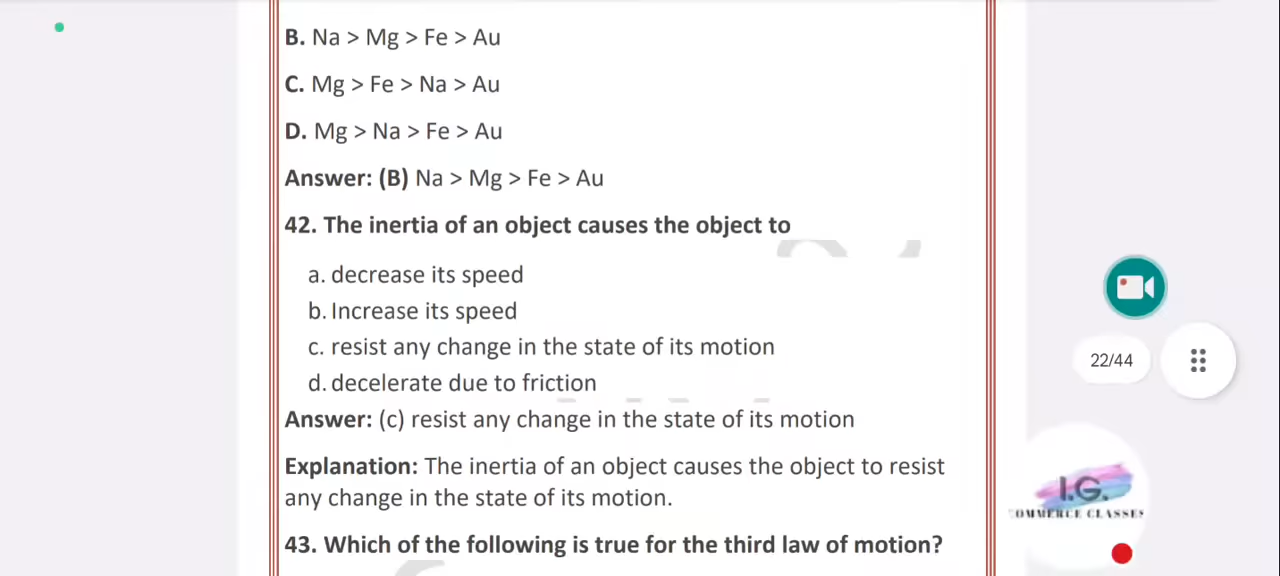 B. Na > Mg > Fe > Au
C. Mg > Fe > Na > Au
D. Mg > Na > Fe > Au
Answer: (B) Na > Mg > Fe > Au
42. The inertia of an object causes the object to
a. decrease its speed
b. Increase its speed
c. resist any change in the state of its motion
d. decelerate due to friction
Answer: (c) resist any change in the state of its motion
Explanation: The inertia of an object causes the object to resist
any change in the state of its motion.
43. Which of the following is true for the third law of motion?
22/44
I.G.
COMMERCE CLASSES